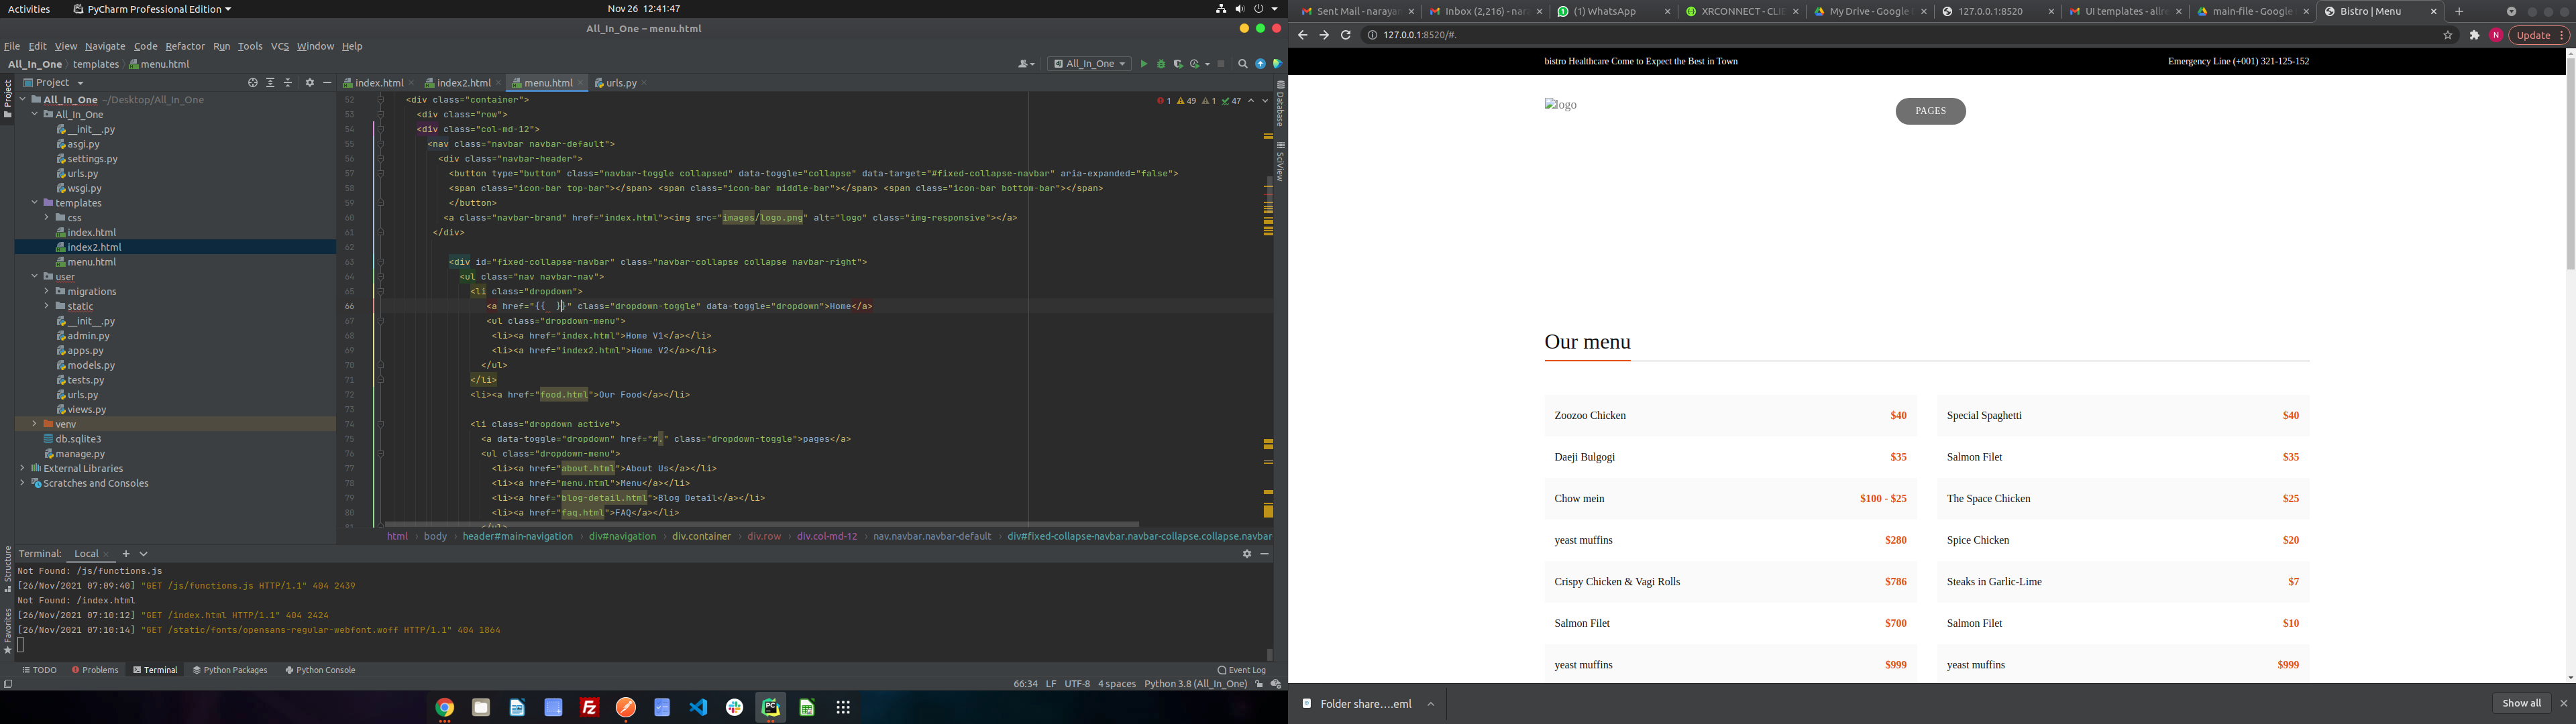 Activities
PyCharm Professional Edition
Nov 26 12:41:47
All_In_One – menu.html
File Edit View Navigate Code Refactor Run Tools VCS Window Help
All_In_One templates menu.html
All_In_One
Project
index.html
index2.html
menu.html
urls.py
Project
All_In_One ~/Desktop/All_In_One
All_In_One
__init__.py
asgi.py
settings.py
urls.py
wsgi.py
templates
css
index.html
index2.html
menu.html
user
migrations
static
__init__.py
admin.py
apps.py
models.py
tests.py
urls.py
views.py
venv
db.sqlite3
manage.py
External Libraries
Scratches and Consoles
Structure
Favorites
1 49 1 47
52 <div class="container">
53 <div class="row">
54 <div class="col-md-12">
55 <nav class="navbar navbar-default">
56 <div class="navbar-header">
57 <button type="button" class="navbar-toggle collapsed" data-toggle="collapse" data-target="#fixed-collapse-navbar" aria-expanded="false">
58 <span class="icon-bar top-bar"></span> <span class="icon-bar middle-bar"></span> <span class="icon-bar bottom-bar"></span>
59 </button>
60 <a class="navbar-brand" href="index.html"><img src="images/logo.png" alt="logo" class="img-responsive"></a>
61 </div>
62
63 <div id="fixed-collapse-navbar" class="navbar-collapse collapse navbar-right">
64 <ul class="nav navbar-nav">
65 <li class="dropdown">
66 <a href="{{  }}" class="dropdown-toggle" data-toggle="dropdown">Home</a>
67 <ul class="dropdown-menu">
68 <li><a href="index.html">Home V1</a></li>
69 <li><a href="index2.html">Home V2</a></li>
70 </ul>
71 </li>
72 <li><a href="food.html">Our Food</a></li>
73
74 <li class="dropdown active">
75 <a data-toggle="dropdown" href="#." class="dropdown-toggle">pages</a>
76 <ul class="dropdown-menu">
77 <li><a href="about.html">About Us</a></li>
78 <li><a href="menu.html">Menu</a></li>
79 <li><a href="blog-detail.html">Blog Detail</a></li>
80 <li><a href="faq.html">FAQ</a></li>
81 </ul>
Database
SciView
html body header#main-navigation div#navigation div.container div.row div.col-md-12 nav.navbar.navbar-default div#fixed-collapse-navbar.navbar-collapse.collapse.navbar
Terminal: Local
Not Found: /js/functions.js
[26/Nov/2021 07:09:40] "GET /js/functions.js HTTP/1.1" 404 2439
Not Found: /index.html
[26/Nov/2021 07:10:12] "GET /index.html HTTP/1.1" 404 2424
[26/Nov/2021 07:10:14] "GET /static/fonts/opensans-regular-webfont.woff HTTP/1.1" 404 1864
TODO Problems Terminal Python Packages Python Console Event Log
66:34 LF UTF-8 4 spaces Python 3.8 (All_In_One)
Sent Mail - naraya
Inbox (2,216) - nar
(1) WhatsApp
XRCONNECT - CLIE
My Drive - Google
127.0.0.1:8520
UI templates - allr
main-file - Google
Bistro | Menu
127.0.0.1:8520/#.
N
Update
bistro Healthcare Come to Expect the Best in Town
Emergency Line (+001) 321-125-152
logo
PAGES
Our menu
Zoozoo Chicken $40
Special Spaghetti $40
Daeji Bulgogi $35
Salmon Filet $35
Chow mein $100 - $25
The Space Chicken $25
yeast muffins $280
Spice Chicken $20
Crispy Chicken & Vagi Rolls $786
Steaks in Garlic-Lime $7
Salmon Filet $700
Salmon Filet $10
yeast muffins $999
yeast muffins $999
Folder share....eml
Show all